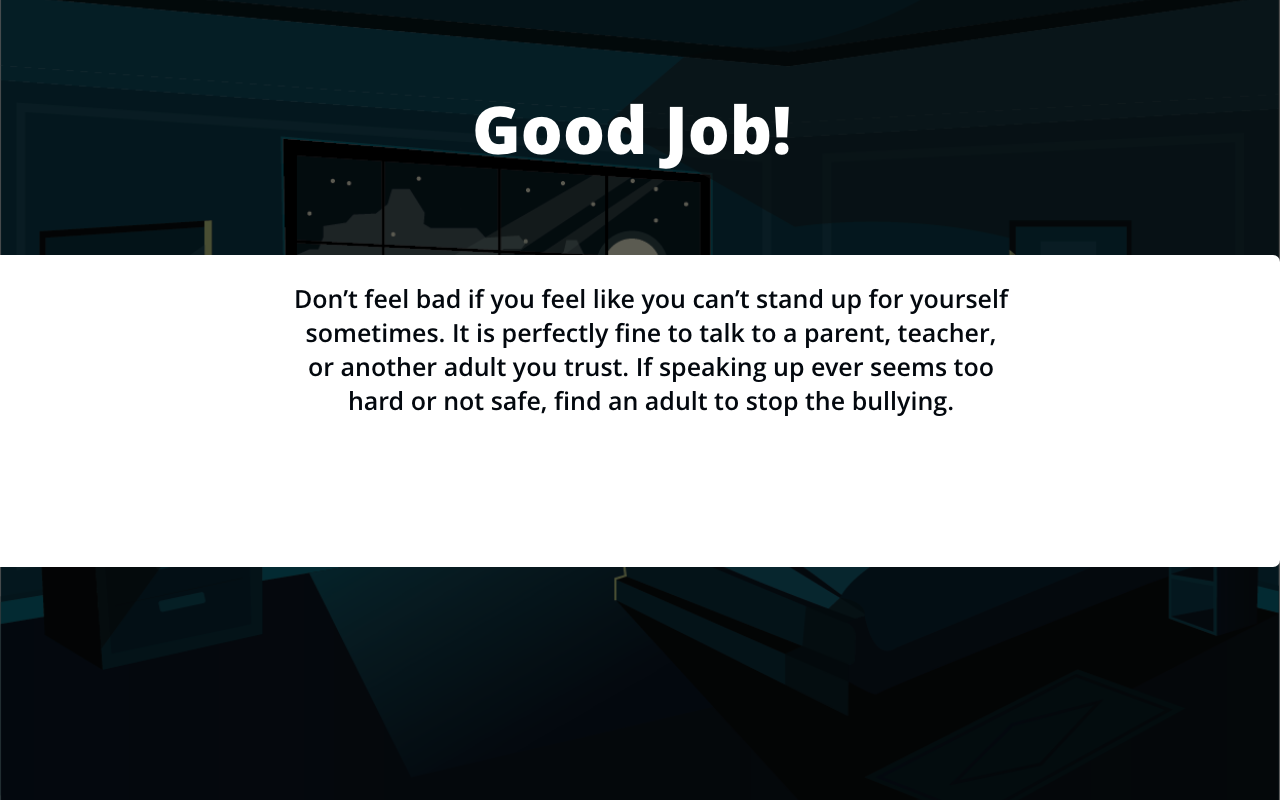 Good Job!
Don’t feel bad if you feel like you can’t stand up for yourself
sometimes. It is perfectly fine to talk to a parent, teacher,
or another adult you trust. If speaking up ever seems too
hard or not safe, find an adult to stop the bullying.